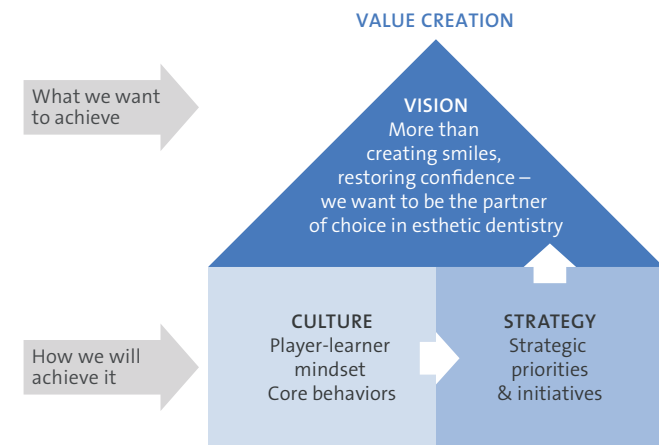 VALUE CREATION
What we want
to achieve
VISION
More than
creating smiles,
restoring confidence –
we want to be the partner
of choice in esthetic dentistry
How we will
achieve it
CULTURE
Player-learner
mindset
Core behaviors
STRATEGY
Strategic
priorities
& initiatives